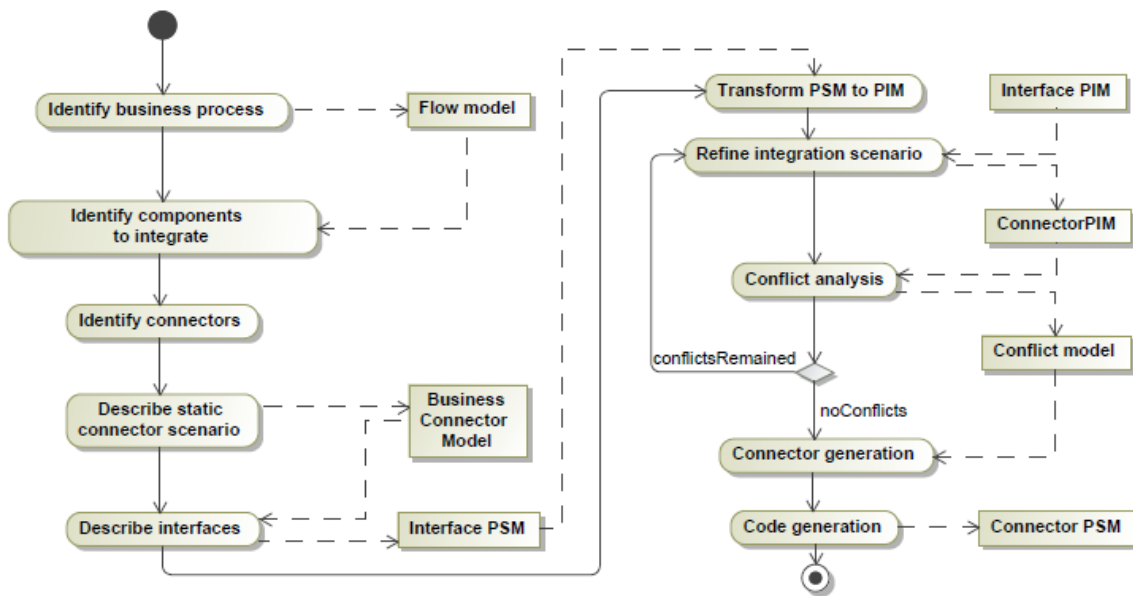 Identify business process
Flow model
Identify components
to integrate
Identify connectors
Describe static
connector scenario
Business
Connector
Model
Describe interfaces
Interface PSM
Transform PSM to PIM
Interface PIM
Refine integration scenario
ConnectorPIM
Conflict analysis
conflictsRemained
Conflict model
noConflicts
Connector generation
Code generation
Connector PSM